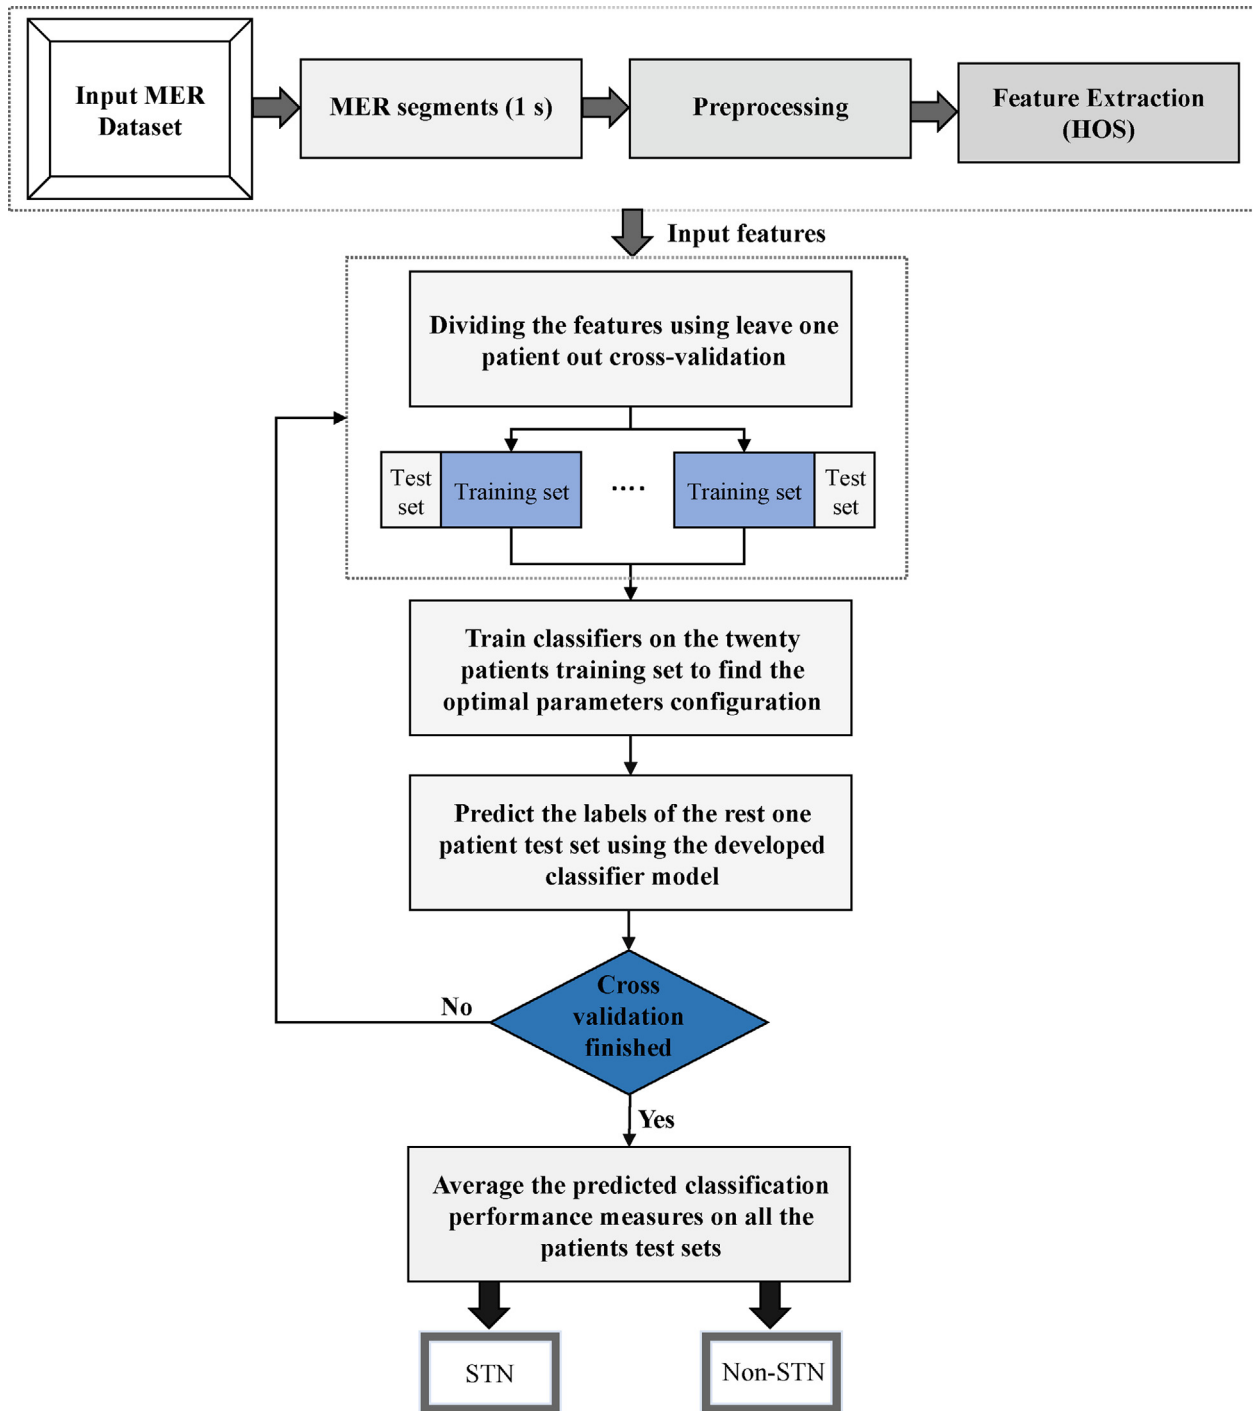 Input MER
Dataset
MER segments (1 s)
Preprocessing
Feature Extraction
(HOS)
Input features
Dividing the features using leave one
patient out cross-validation
Test
set
Training set
....
Training set
Test
set
Train classifiers on the twenty
patients training set to find the
optimal parameters configuration
Predict the labels of the rest one
patient test set using the developed
classifier model
Cross
validation
finished
No
Yes
Average the predicted classification
performance measures on all the
patients test sets
STN
Non-STN